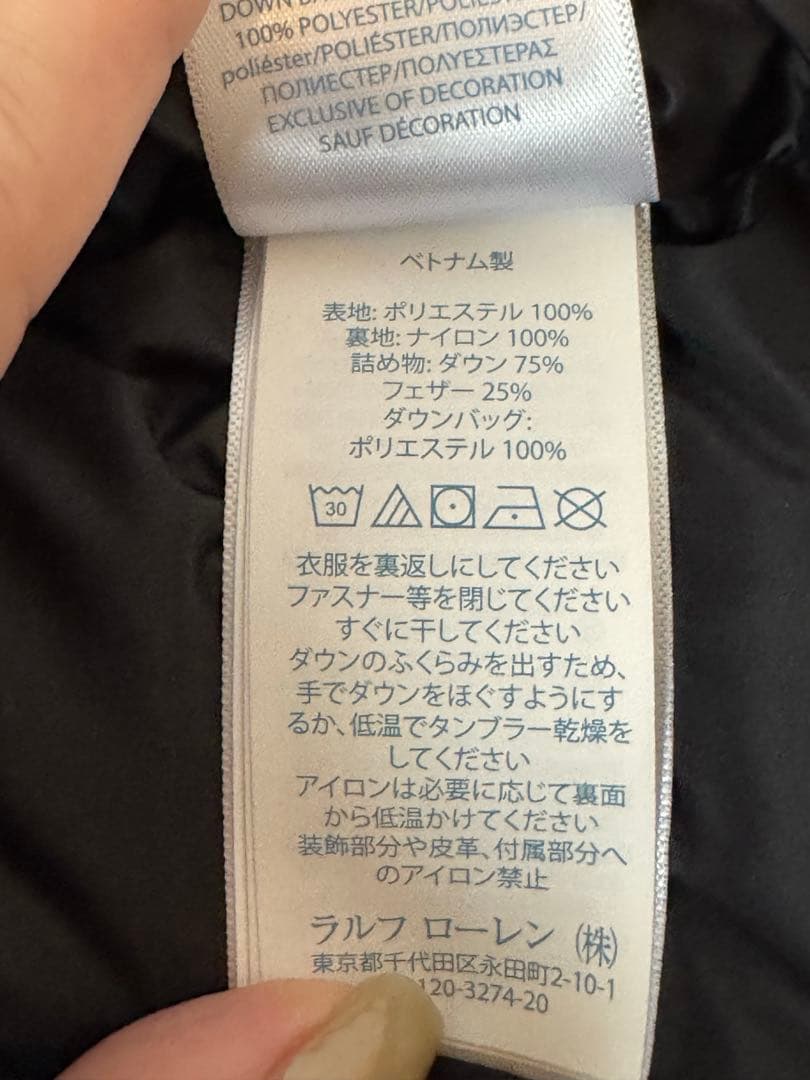 DOWN
100% POLYESTER/
poliéster/POLIÉSTER/ПОЛИЭСТЕР/
ПОЛИЕСТЕР/ΠΟΛΥΕΣΤΕΡΑΣ
EXCLUSIVE OF DECORATION
SAUF DÉCORATION
ベトナム製
表地: ポリエステル 100%
裏地: ナイロン 100%
詰め物: ダウン 75%
フェザー 25%
ダウンバッグ:
ポリエステル 100%
30
衣服を裏返しにしてください
ファスナー等を閉じてください
すぐに干してください
ダウンのふくらみを出すため、
手でダウンをほぐすようにす
るか、低温でタンブラー乾燥を
してください
アイロンは必要に応じて裏面
から低温かけてください
装飾部分や皮革、付属部分へ
のアイロン禁止
ラルフ ローレン (株)
東京都千代田区永田町2-10-1
120-3274-20